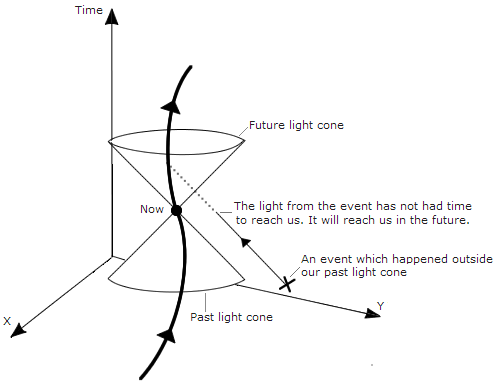 Time
Future light cone
The light from the event has not had time
to reach us. It will reach us in the future.
Now
An event which happened outside
our past light cone
Y
X
Past light cone